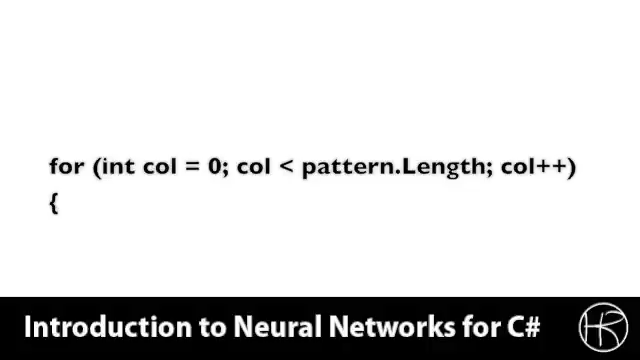 for (int col = 0; col < pattern.Length; col++)
{
Introduction to Neural Networks for C#